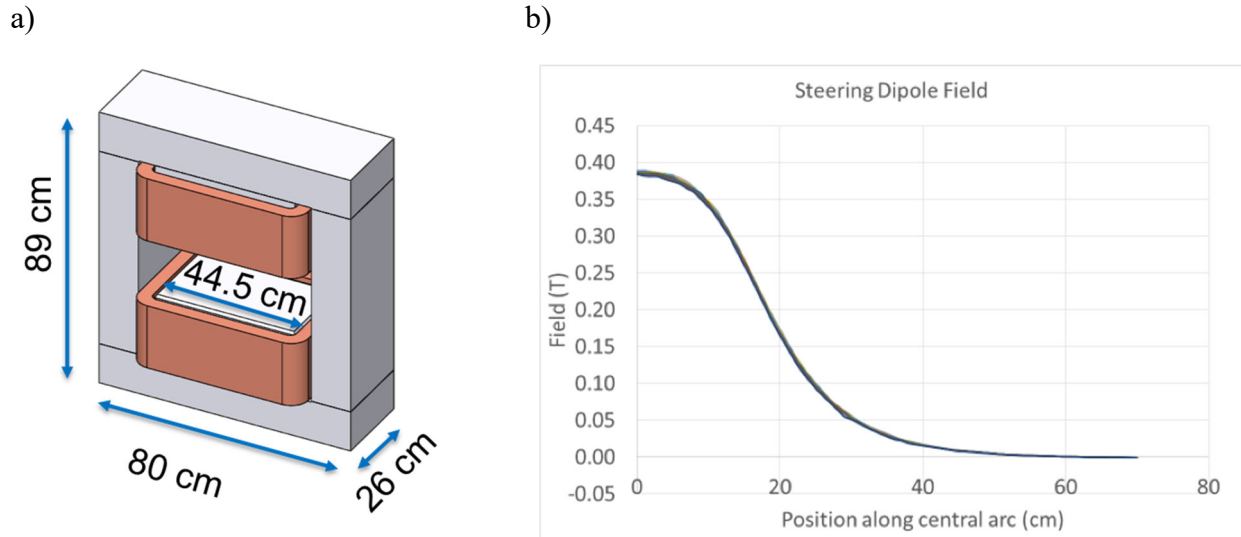 a)
b)
89 cm
44.5 cm
80 cm
26 cm
Steering Dipole Field
0.45
0.40
0.35
0.30
0.25
0.20
0.15
0.10
0.05
0.00
-0.05
Field (T)
0
20
40
60
80
Position along central arc (cm)